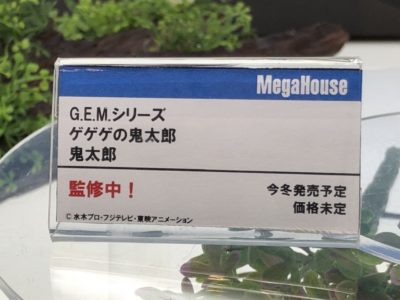 MegaHouse
G.E.M.シリーズ
ゲゲゲの鬼太郎
鬼太郎
監修中！
今冬発売予定
価格未定
© 水木プロ・フジテレビ・東映アニメーション